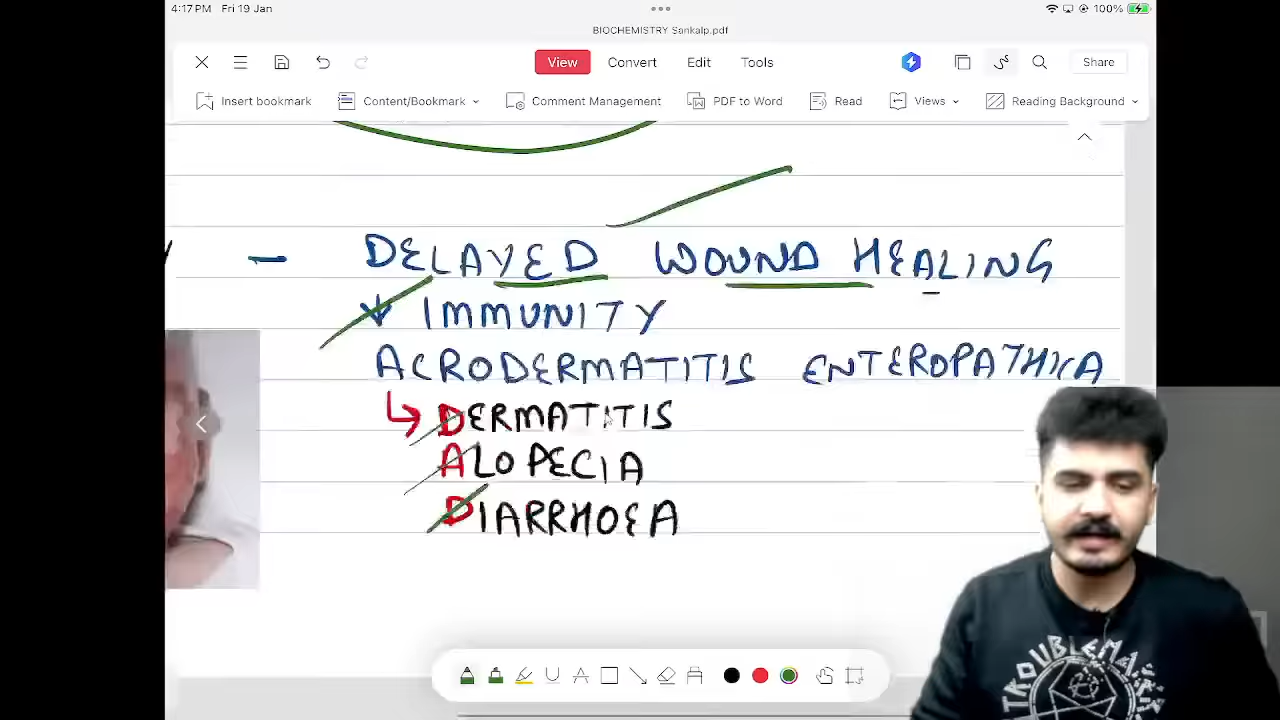 4:17 PM Fri 19 Jan
100%
BIOCHEMISTRY Sankalp.pdf
View Convert Edit Tools Share
Insert bookmark Content/Bookmark Comment Management PDF to Word Read Views Reading Background
- DELAYED WOUND HEALING
↓ IMMUNITY
ACRODERMATITIS ENTEROPATHICA
↳ DERMATITIS
ALOPECIA
DIARRHOEA